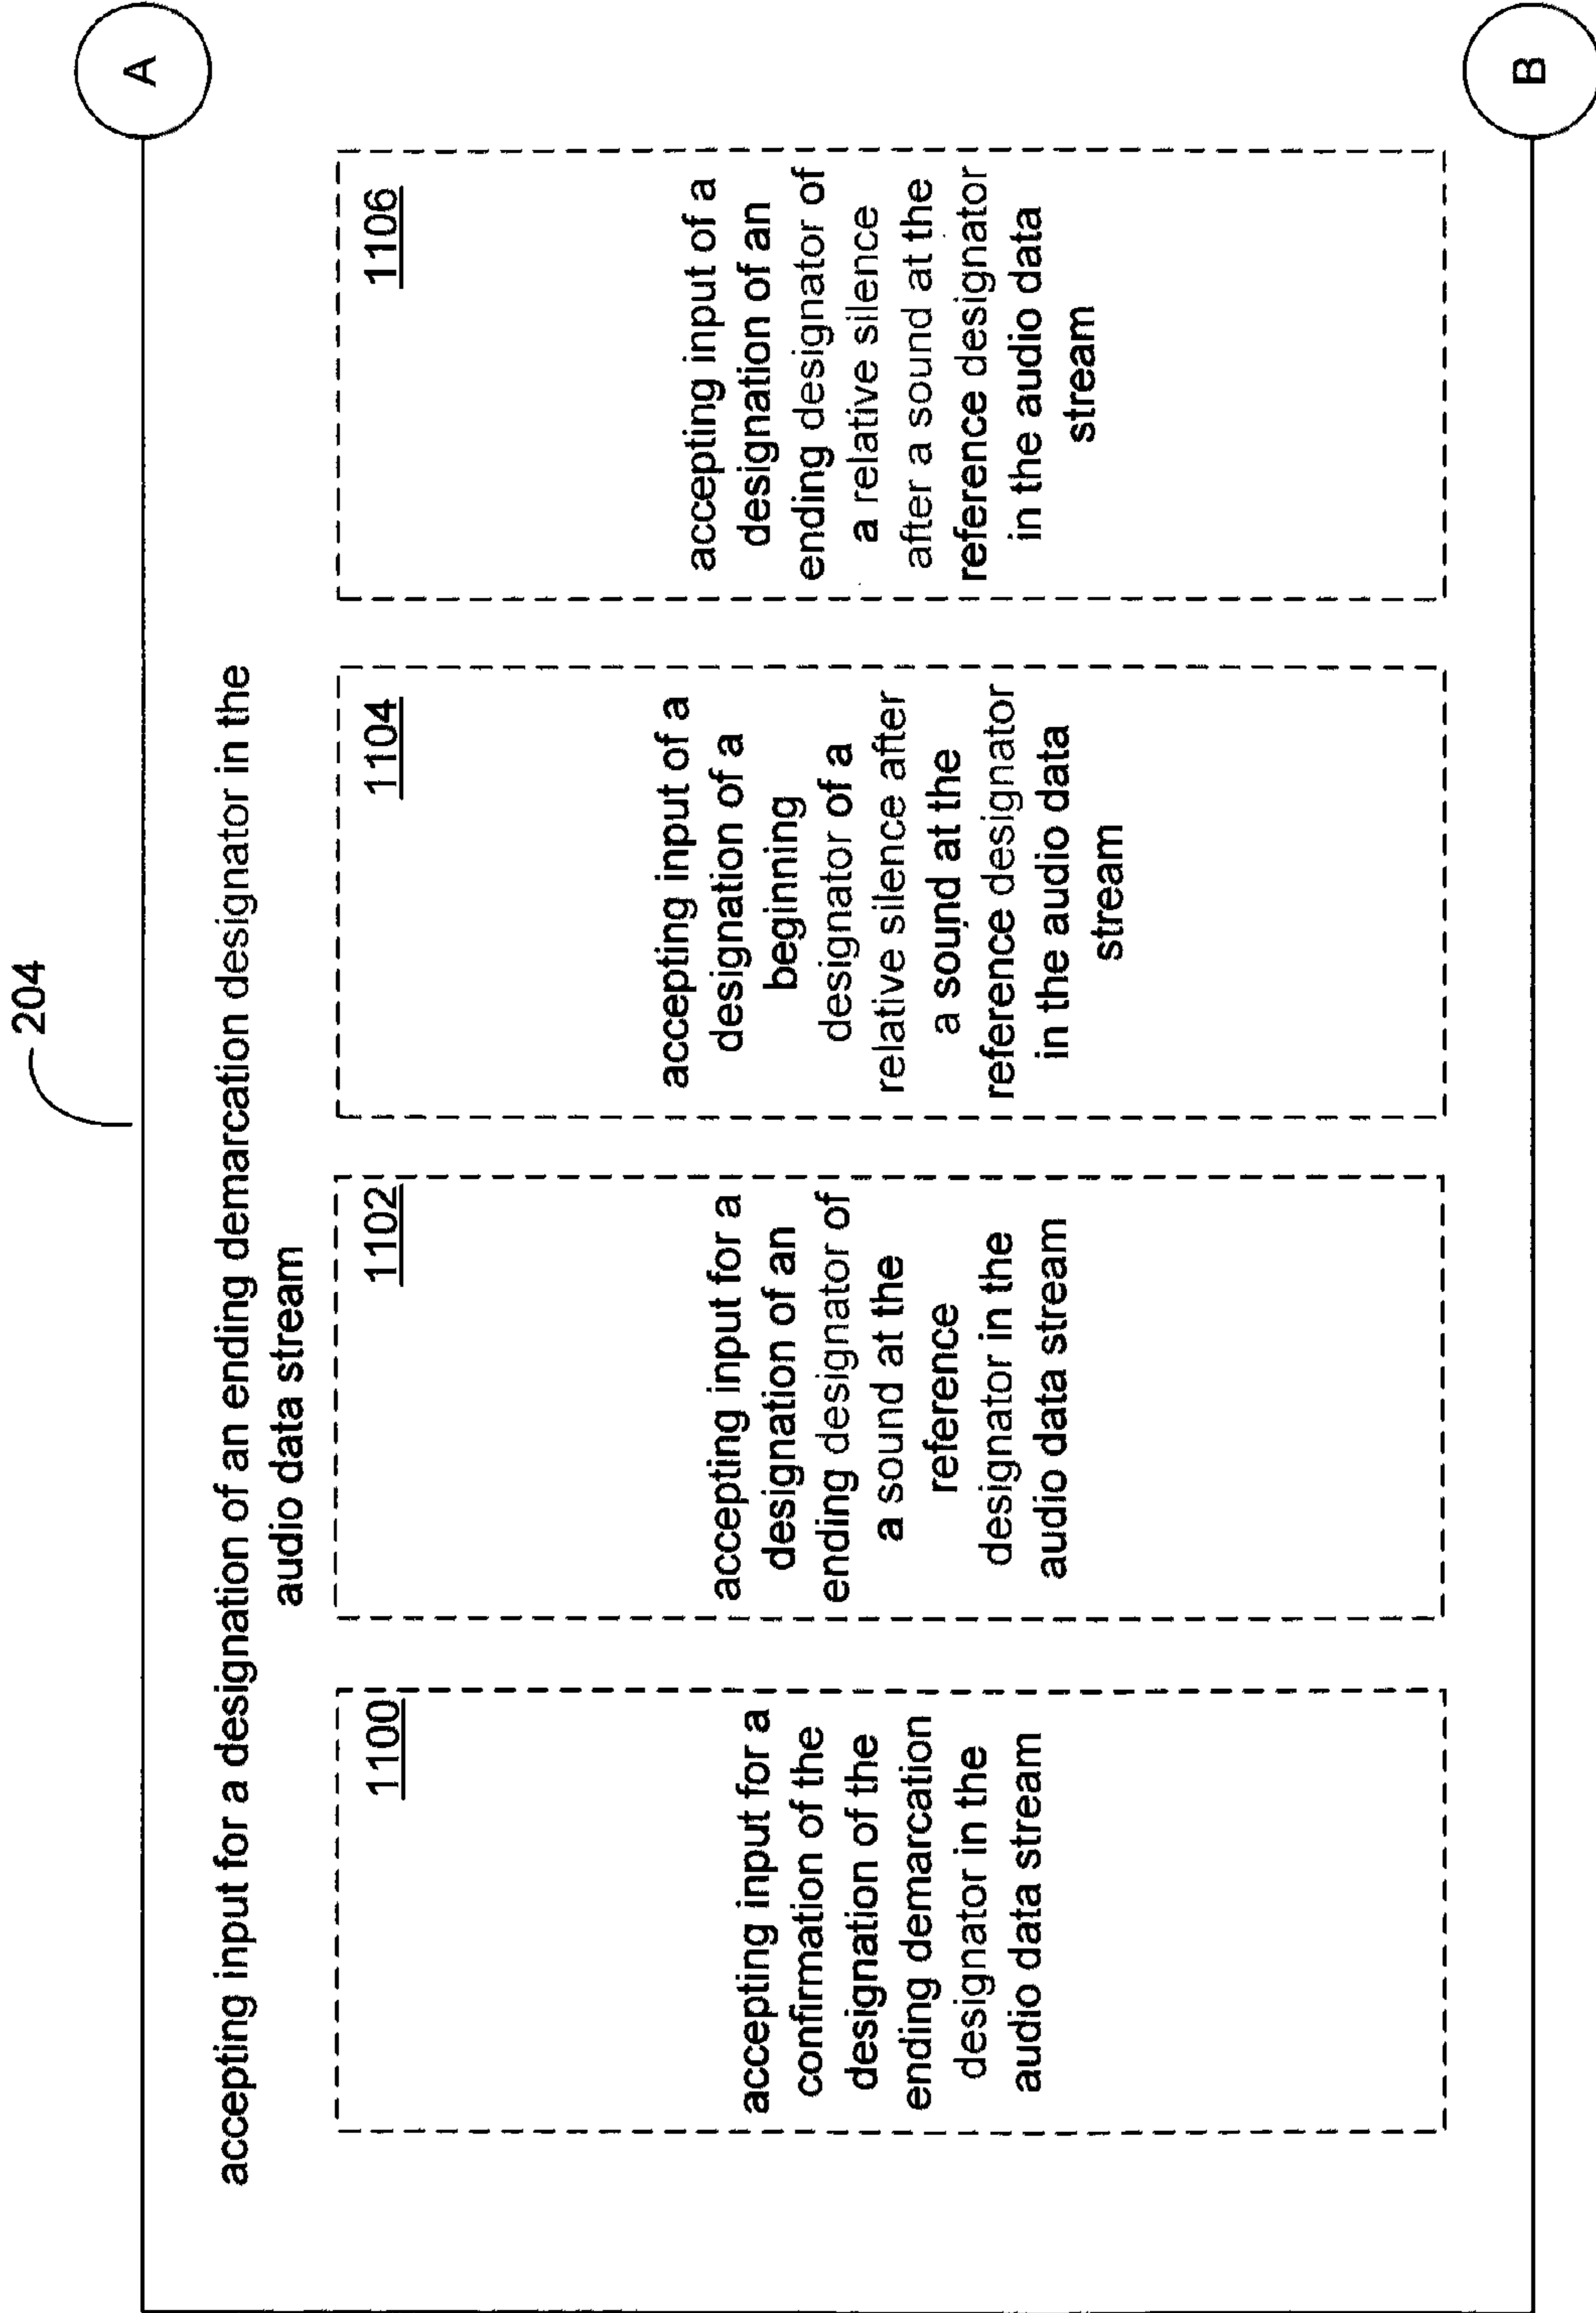 204
A
accepting input for a designation of an ending demarcation designator in the
audio data stream
1100
accepting input for a
confirmation of the
designation of the
ending demarcation
designator in the
audio data stream
1102
accepting input for a
designation of an
ending designator of
a sound at the
reference
designator in the
audio data stream
1104
accepting input of a
designation of a
beginning
designator of a
relative silence after
a sound at the
reference designator
in the audio data
stream
1106
accepting input of a
designation of an
ending designator of
a relative silence
after a sound at the
reference designator
in the audio data
stream
B